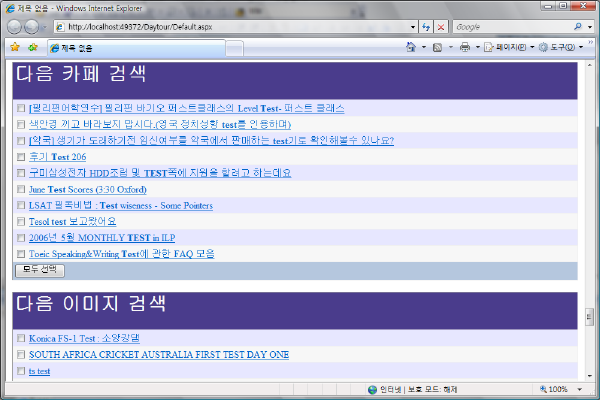 제목 없음 - Windows Internet Explorer
http://localhost:49372/Daytour/Default.aspx
Google
제목 없음
페이지(P)
도구(O)
다음 카페 검색
[필리핀어학연수] 필리핀 바기오 퍼스트클래스의 Level Test- 퍼스트 클래스
색안경 끼고 바라보지 맙시다.(영국 정치성향 test를 인용하며)
[약국] 생기가 도래하기전 임신여부를 약국에서 판매하는 test기로 확인해볼수 있나요?
후기 Test 206
구미삼성전자 HDD조립 및 TEST쪽에 지원을 할려고 하는데요
June Test Scores (3:30 Oxford)
LSAT 필독비법 : Test wiseness - Some Pointers
Tesol test 보고왔어요
2006년 5월 MONTHLY TEST in ILP
Toeic Speaking&Writing Test에 관한 FAQ 모음
모두 선택
다음 이미지 검색
Konica FS-1 Test : 소양강댐
SOUTH AFRICA CRICKET AUSTRALIA FIRST TEST DAY ONE
ts test
인터넷 | 보호 모드: 해제
100%